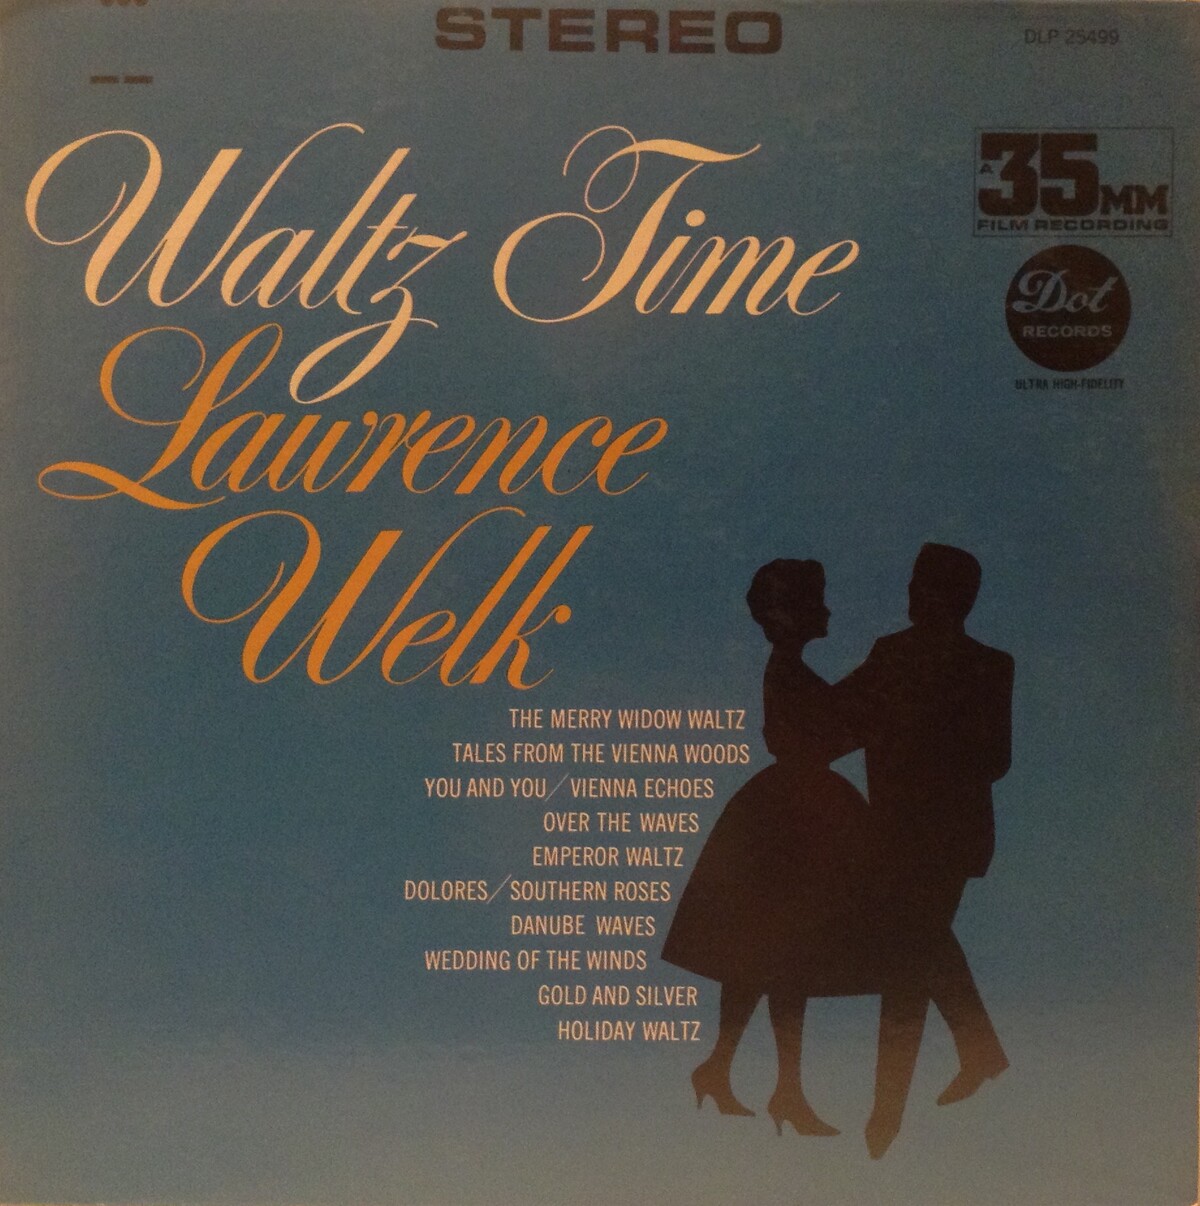 STEREO
DLP 25499
A 35MM
FILM RECORDING
Dot
RECORDS
ULTRA HIGH-FIDELITY
Waltz Time
Lawrence
Welk
THE MERRY WIDOW WALTZ
TALES FROM THE VIENNA WOODS
YOU AND YOU/VIENNA ECHOES
OVER THE WAVES
EMPEROR WALTZ
DOLORES/SOUTHERN ROSES
DANUBE WAVES
WEDDING OF THE WINDS
GOLD AND SILVER
HOLIDAY WALTZ